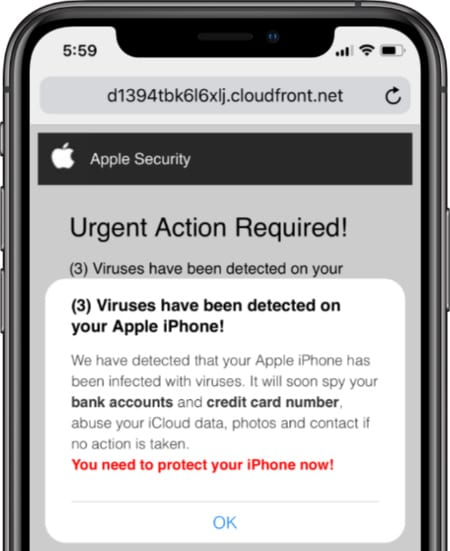 5:59
d1394tbk6l6xlj.cloudfront.net
Apple Security
Urgent Action Required!
(3) Viruses have been detected on your
(3) Viruses have been detected on
your Apple iPhone!
We have detected that your Apple iPhone has
been infected with viruses. It will soon spy your
bank accounts and credit card number,
abuse your iCloud data, photos and contact if
no action is taken.
You need to protect your iPhone now!
OK